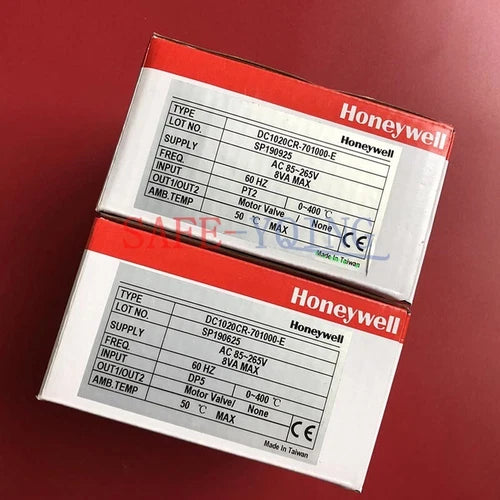 Honeywell
TYPE DC1020CR-701000-E Honeywell
LOT NO. SP190925
SUPPLY AC 85~265V
8VA MAX
FREQ. 60 HZ
INPUT PT2 0~400 ℃
OUT1/OUT2 Motor Valve/ None
AMB.TEMP 50 ℃ MAX
CE
Made In Taiwan
SAFE-YQING
Honeywell
TYPE DC1020CR-701000-E Honeywell
LOT NO. SP190625
SUPPLY AC 85~265V
8VA MAX
FREQ. 60 HZ
INPUT DP5 0~400 ℃
OUT1/OUT2 Motor Valve/ None
AMB.TEMP 50 ℃ MAX
CE
Made In Taiwan